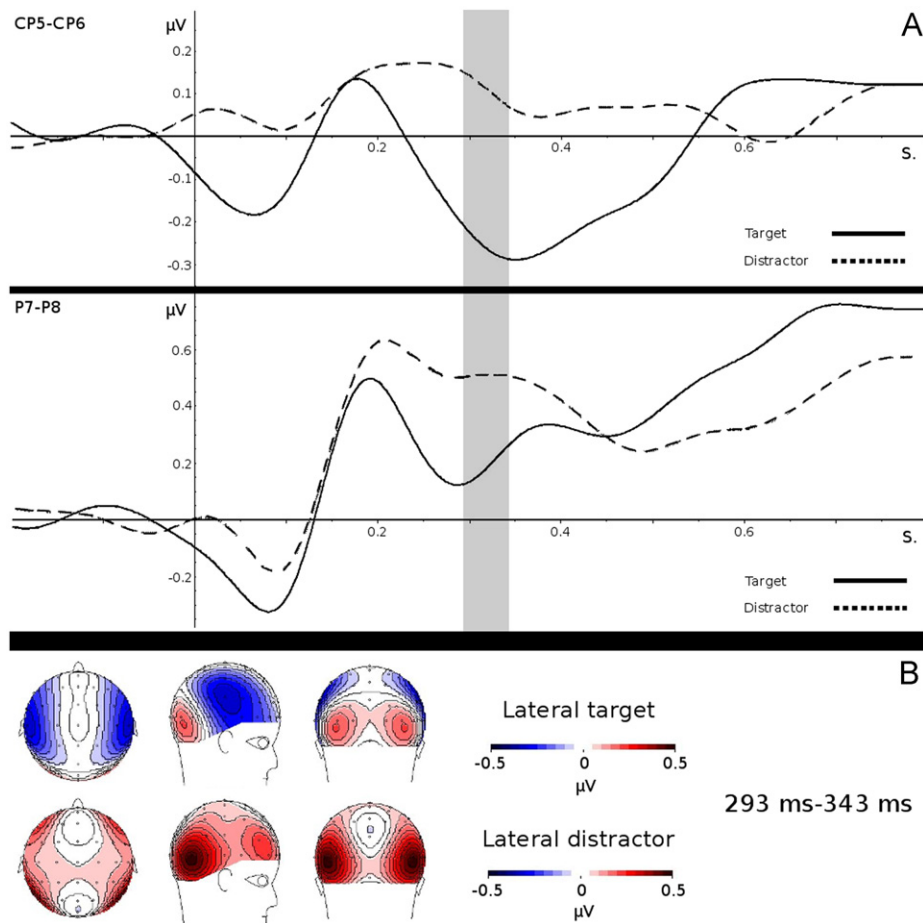 CP5-CP6
µV
A
0.2
0.1
-0.1
-0.2
-0.3
0.2
0.4
0.6
s.
Target
Distractor
P7-P8
µV
0.6
0.4
0.2
-0.2
0.2
0.4
0.6
s.
Target
Distractor
B
Lateral target
-0.5 0 0.5
µV
293 ms-343 ms
Lateral distractor
-0.5 0 0.5
µV